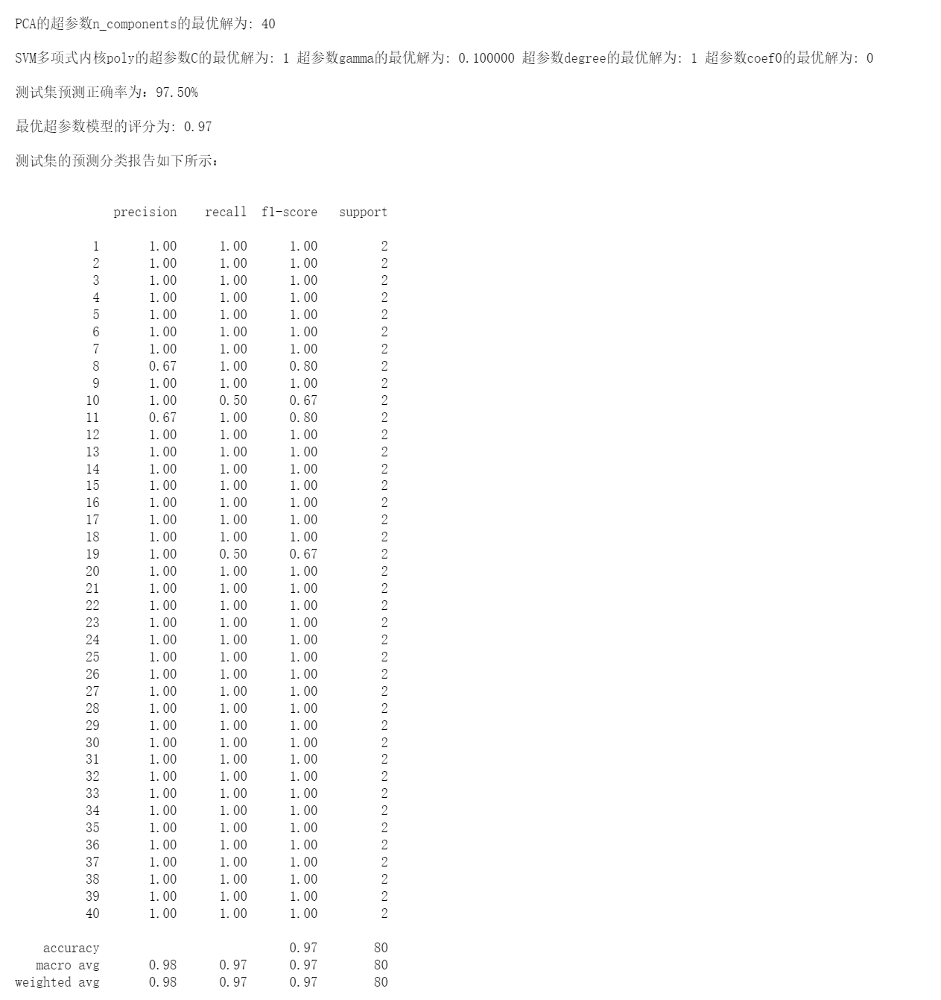 PCA的超参数n_components的最优解为: 40
SVM多项式内核poly的超参数C的最优解为: 1 超参数gamma的最优解为: 0.100000 超参数degree的最优解为: 1 超参数coef0的最优解为: 0
测试集预测正确率为：97.50%
最优超参数模型的评分为: 0.97
测试集的预测分类报告如下所示：
precision recall f1-score support
1 1.00 1.00 1.00 2
2 1.00 1.00 1.00 2
3 1.00 1.00 1.00 2
4 1.00 1.00 1.00 2
5 1.00 1.00 1.00 2
6 1.00 1.00 1.00 2
7 1.00 1.00 1.00 2
8 0.67 1.00 0.80 2
9 1.00 1.00 1.00 2
10 1.00 0.50 0.67 2
11 0.67 1.00 0.80 2
12 1.00 1.00 1.00 2
13 1.00 1.00 1.00 2
14 1.00 1.00 1.00 2
15 1.00 1.00 1.00 2
16 1.00 1.00 1.00 2
17 1.00 1.00 1.00 2
18 1.00 1.00 1.00 2
19 1.00 0.50 0.67 2
20 1.00 1.00 1.00 2
21 1.00 1.00 1.00 2
22 1.00 1.00 1.00 2
23 1.00 1.00 1.00 2
24 1.00 1.00 1.00 2
25 1.00 1.00 1.00 2
26 1.00 1.00 1.00 2
27 1.00 1.00 1.00 2
28 1.00 1.00 1.00 2
29 1.00 1.00 1.00 2
30 1.00 1.00 1.00 2
31 1.00 1.00 1.00 2
32 1.00 1.00 1.00 2
33 1.00 1.00 1.00 2
34 1.00 1.00 1.00 2
35 1.00 1.00 1.00 2
36 1.00 1.00 1.00 2
37 1.00 1.00 1.00 2
38 1.00 1.00 1.00 2
39 1.00 1.00 1.00 2
40 1.00 1.00 1.00 2
accuracy 0.97 80
macro avg 0.98 0.97 0.97 80
weighted avg 0.98 0.97 0.97 80